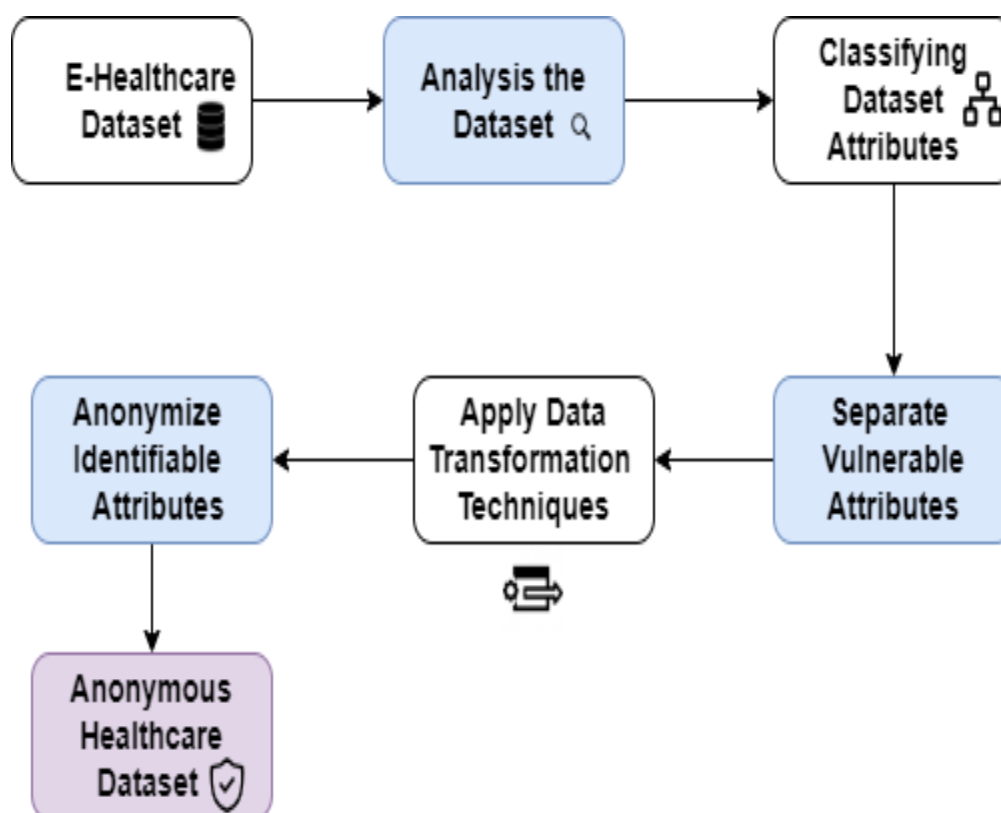 E-Healthcare
Dataset
Analysis the
Dataset
Classifying
Dataset
Attributes
Separate
Vulnerable
Attributes
Apply Data
Transformation
Techniques
Anonymize
Identifiable
Attributes
Anonymous
Healthcare
Dataset